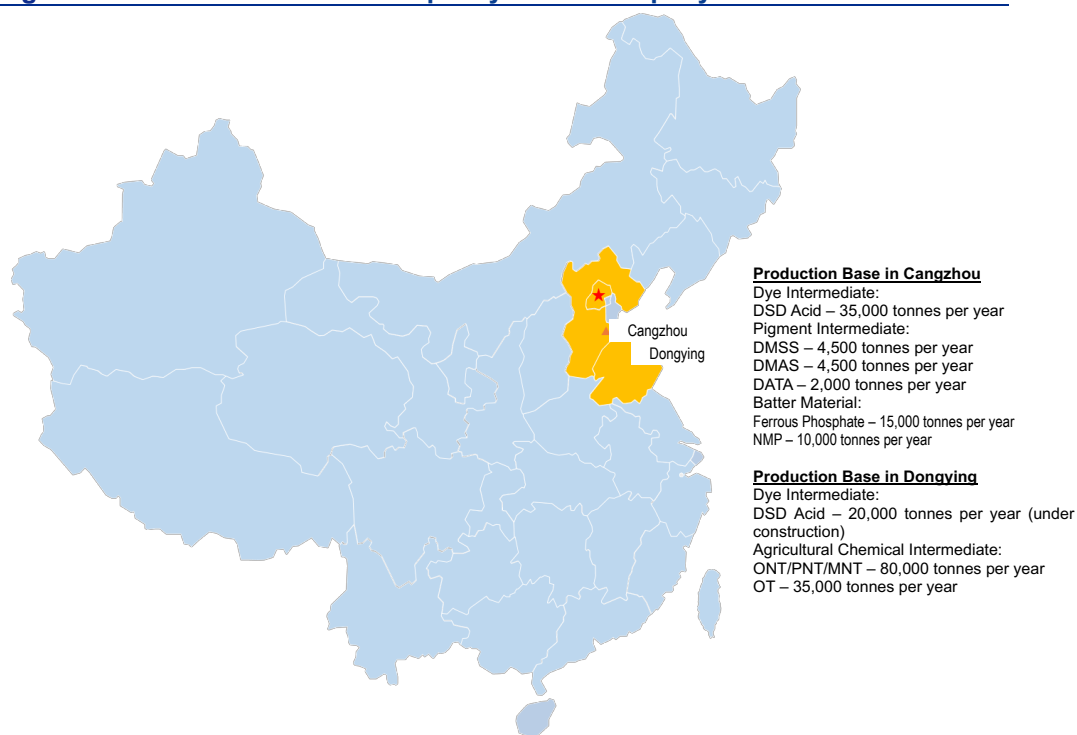 Cangzhou
Dongying
Production Base in Cangzhou
Dye Intermediate:
DSD Acid – 35,000 tonnes per year
Pigment Intermediate:
DMSS – 4,500 tonnes per year
DMAS – 4,500 tonnes per year
DATA – 2,000 tonnes per year
Batter Material:
Ferrous Phosphate – 15,000 tonnes per year
NMP – 10,000 tonnes per year
Production Base in Dongying
Dye Intermediate:
DSD Acid – 20,000 tonnes per year (under
construction)
Agricultural Chemical Intermediate:
ONT/PNT/MNT – 80,000 tonnes per year
OT – 35,000 tonnes per year